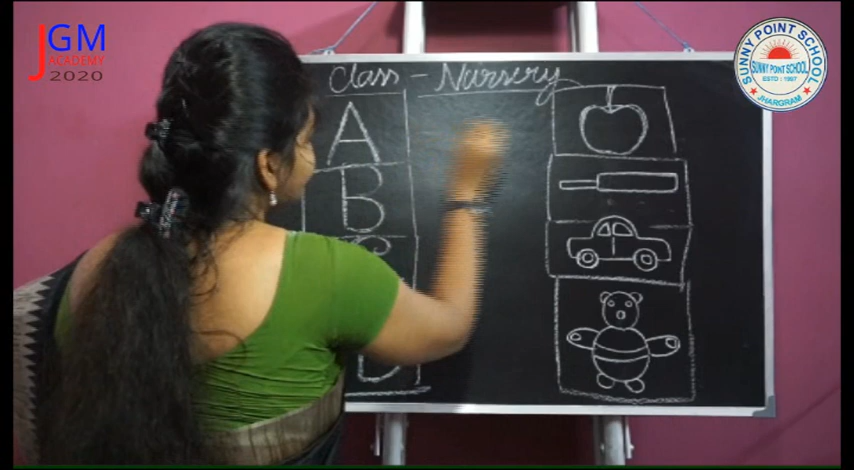 JGM
ACADEMY
2020
Class - Nursery
A
B
C
D
SUNNY POINT SCHOOL
SUNNY POINT SCHOOL
ESTD : 1997
JHARGRAM